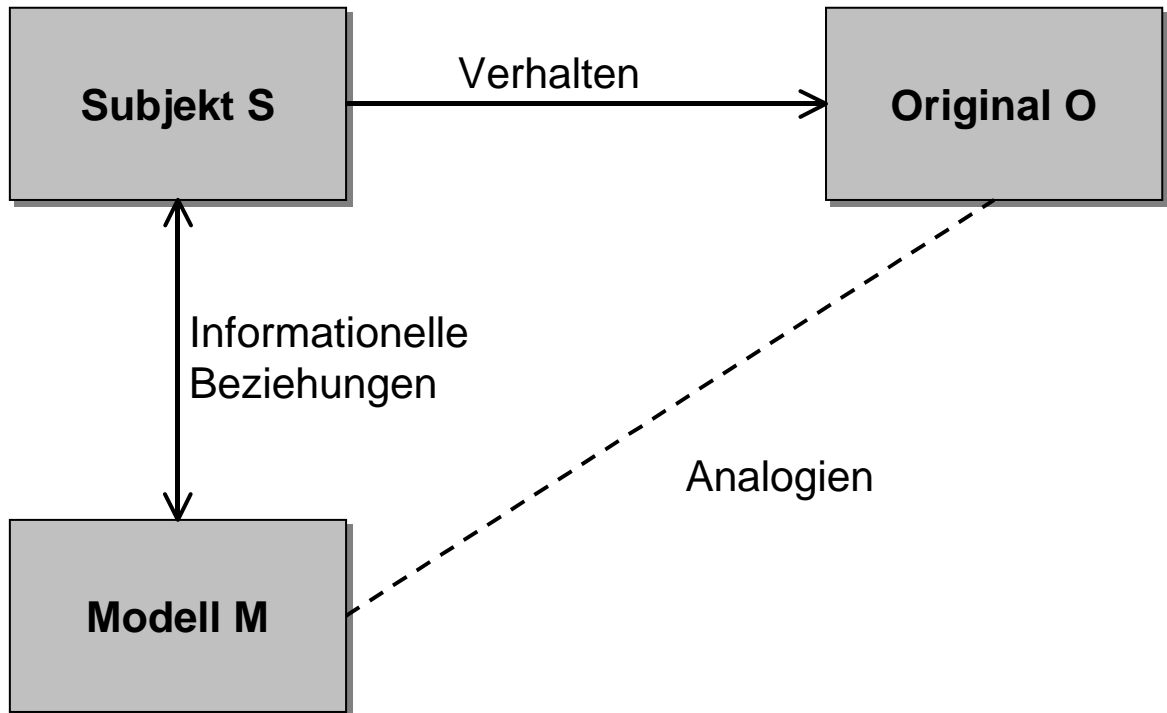 Verhalten
Subjekt S
Original O
Informationelle
Beziehungen
Analogien
Modell M